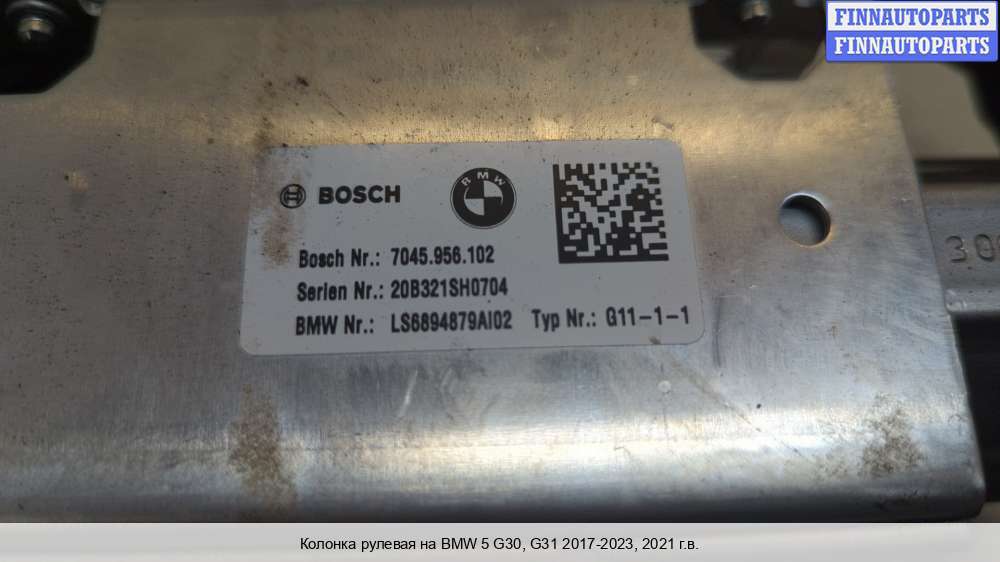 FINNAUTOPARTS
FINNAUTOPARTS
BOSCH
BMW
Bosch Nr.: 7045.956.102
Serien Nr.: 20B321SH0704
BMW Nr.: LS6894879AI02 Typ Nr.: G11-1-1
30
Колонка рулевая на BMW 5 G30, G31 2017-2023, 2021 г.в.